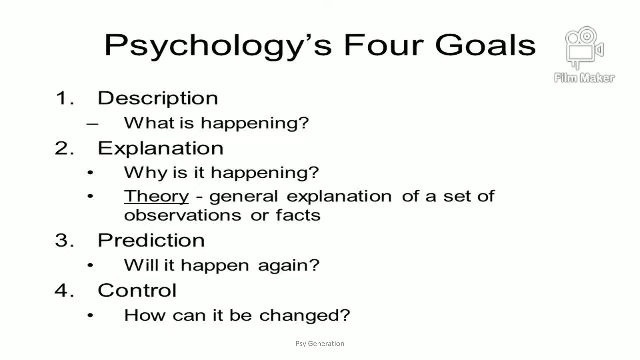 Psychology's Four Goals
Film Maker
1. Description
– What is happening?
2. Explanation
• Why is it happening?
• Theory - general explanation of a set of
observations or facts
3. Prediction
• Will it happen again?
4. Control
• How can it be changed?
Psy Generation